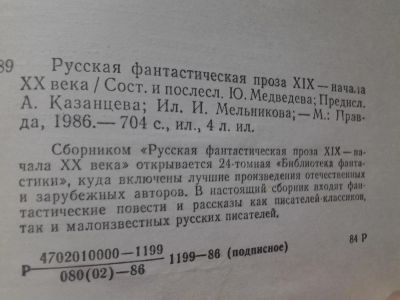 89
Русская фантастическая проза XIX — начала
XX века / Сост. и послесл. Ю. Медведева; Предисл.
А. Казанцева; Ил. И. Мельникова; — М.: Прав-
да, 1986.— 704 с., ил., 4 л. ил.
Сборником «Русская фантастическая проза XIX — на-
чала XX века» открывается 24-томная «Библиотека фанта-
стики», куда включены лучшие произведения отечественных
и зарубежных авторов. В настоящий сборник входят фан-
тастические повести и рассказы как писателей-классиков,
так и малоизвестных русских писателей.
Р 4702010000—1199
080(02)—86
1199—86 (подписное)
84 Р